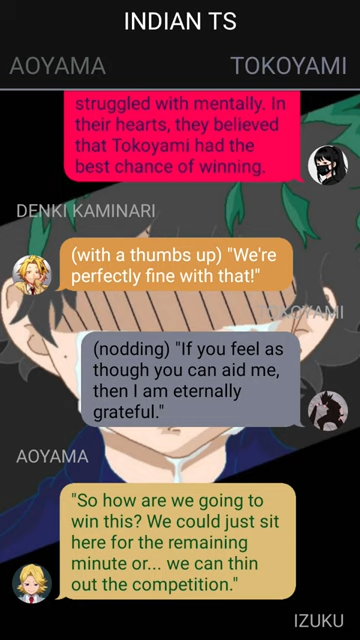 INDIAN TS
AOYAMA TOKOYAMI
struggled with mentally. In
their hearts, they believed
that Tokoyami had the
best chance of winning.
DENKI KAMINARI
(with a thumbs up) "We're
perfectly fine with that!"
TOKOYAMI
(nodding) "If you feel as
though you can aid me,
then I am eternally
grateful."
AOYAMA
"So how are we going to
win this? We could just sit
here for the remaining
minute or... we can thin
out the competition."
IZUKU